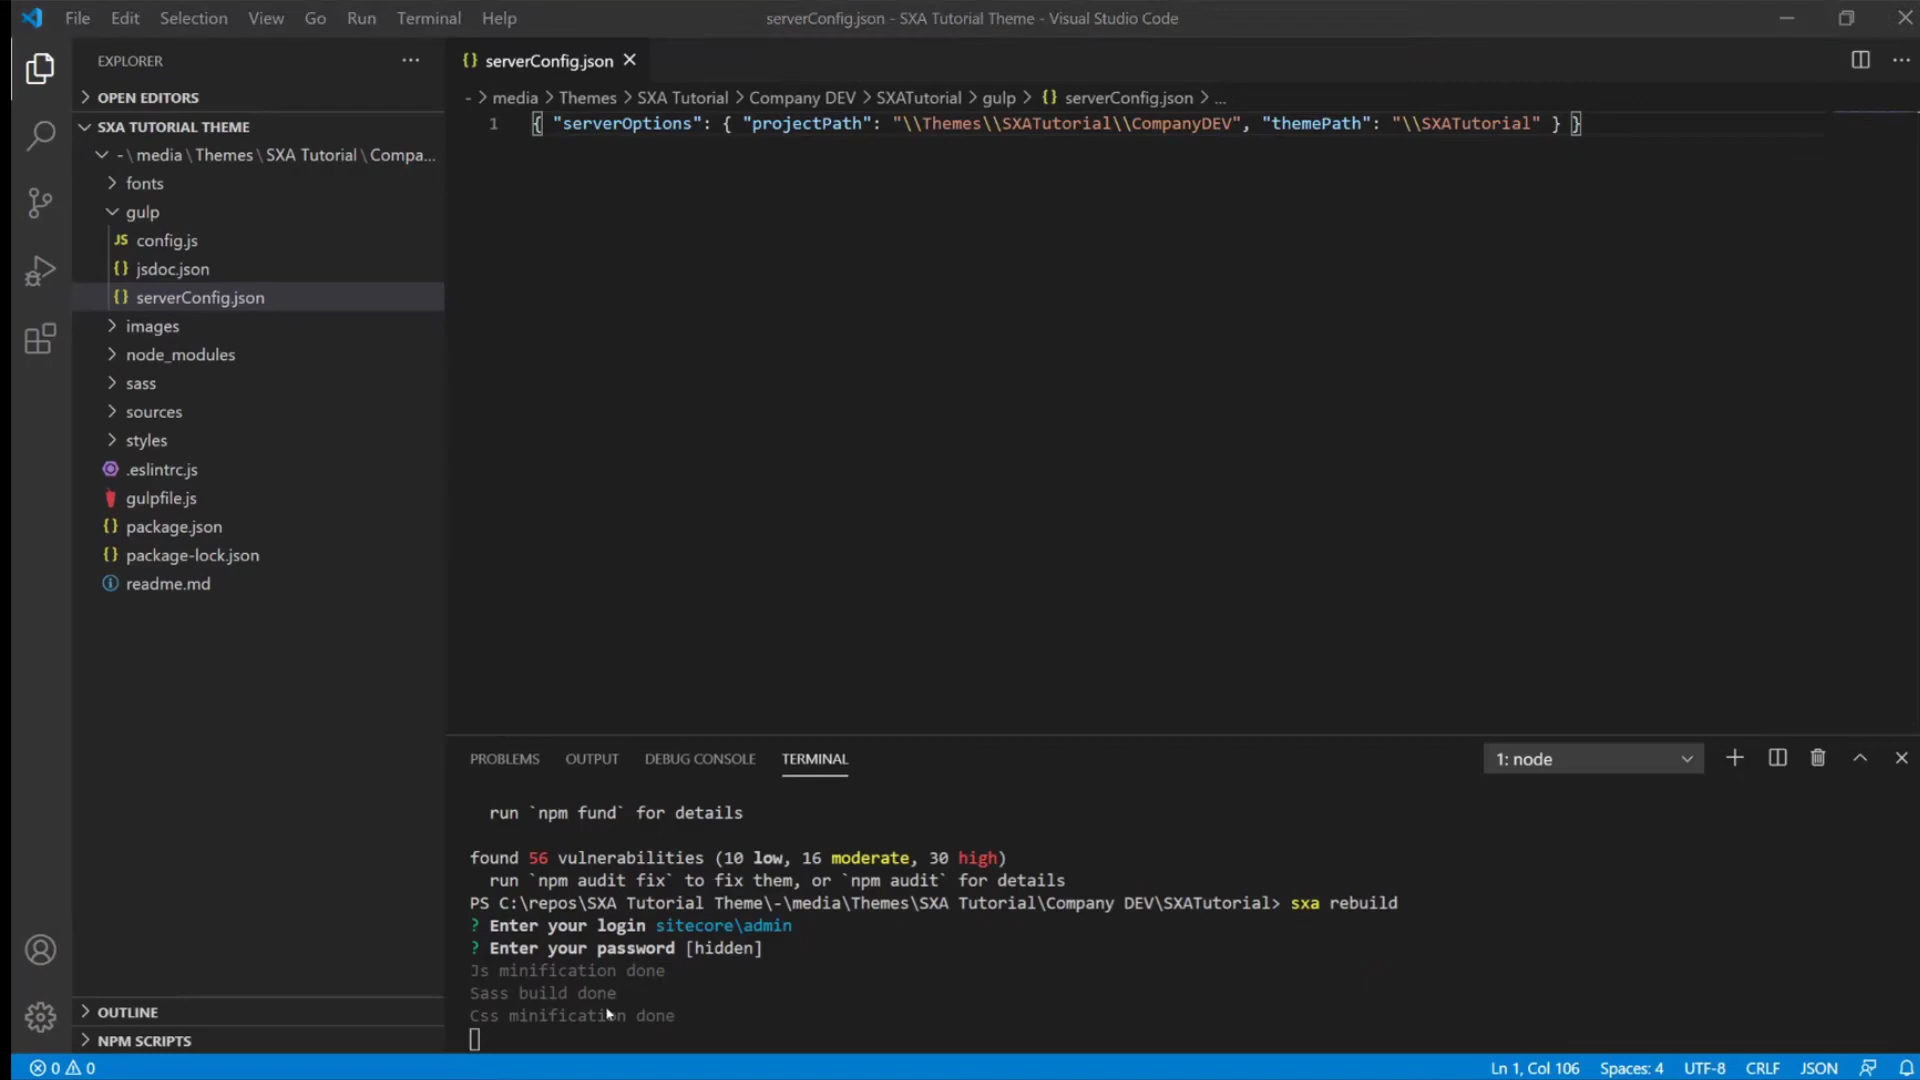 File Edit Selection View Go Run Terminal Help
serverConfig.json - SXA Tutorial Theme - Visual Studio Code
EXPLORER
OPEN EDITORS
SXA TUTORIAL THEME
-\media\Themes\SXA Tutorial\Compa...
fonts
gulp
JS config.js
{} jsdoc.json
{} serverConfig.json
images
node_modules
sass
sources
styles
.eslintrc.js
gulpfile.js
{} package.json
{} package-lock.json
readme.md
OUTLINE
NPM SCRIPTS
{} serverConfig.json
- > media > Themes > SXA Tutorial > Company DEV > SXATutorial > gulp > {} serverConfig.json > ...
1 { "serverOptions": { "projectPath": "\\Themes\\SXATutorial\\CompanyDEV", "themePath": "\\SXATutorial" } }
PROBLEMS OUTPUT DEBUG CONSOLE TERMINAL
1: node
run `npm fund` for details
found 56 vulnerabilities (10 low, 16 moderate, 30 high)
run `npm audit fix` to fix them, or `npm audit` for details
PS C:\repos\SXA Tutorial Theme\-\media\Themes\SXA Tutorial\Company DEV\SXATutorial> sxa rebuild
? Enter your login sitecore\admin
? Enter your password [hidden]
Js minification done
Sass build done
Css minification done
0 0
Ln 1, Col 106 Spaces: 4 UTF-8 CRLF JSON